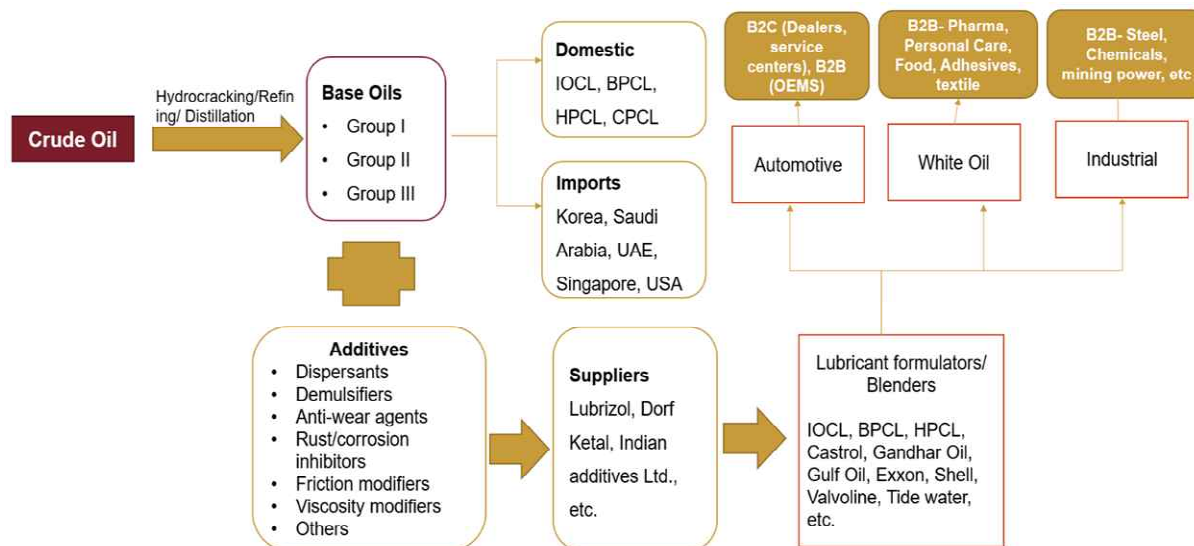 Crude Oil
Hydrocracking/Refin
ing/ Distillation
Base Oils
• Group I
• Group II
• Group III
Domestic
IOCL, BPCL,
HPCL, CPCL
Imports
Korea, Saudi
Arabia, UAE,
Singapore, USA
B2C (Dealers,
service
centers), B2B
(OEMS)
B2B- Pharma,
Personal Care,
Food, Adhesives,
textile
B2B- Steel,
Chemicals,
mining power, etc
Automotive
White Oil
Industrial
Additives
• Dispersants
• Demulsifiers
• Anti-wear agents
• Rust/corrosion
inhibitors
• Friction modifiers
• Viscosity modifiers
• Others
Suppliers
Lubrizol, Dorf
Ketal, Indian
additives Ltd.,
etc.
Lubricant formulators/
Blenders
IOCL, BPCL, HPCL,
Castrol, Gandhar Oil,
Gulf Oil, Exxon, Shell,
Valvoline, Tide water,
etc.